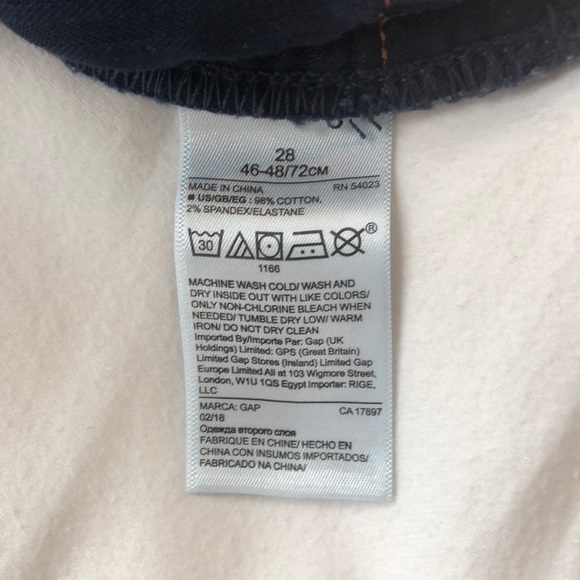 28
46-48/72CM
MADE IN CHINA RN 54023
US/GB/EG : 98% COTTON,
2% SPANDEX/ELASTANE
30
®
1166
MACHINE WASH COLD/ WASH AND
DRY INSIDE OUT WITH LIKE COLORS/
ONLY NON-CHLORINE BLEACH WHEN
NEEDED/ TUMBLE DRY LOW/ WARM
IRON/ DO NOT DRY CLEAN
Imported By/Importe Par: Gap (UK
Holdings) Limited: GPS (Great Britain)
Limited Gap Stores (Ireland) Limited Gap
Europe Limited All at 103 Wigmore Street,
London, W1U 1QS Egypt Importer: RIGE,
LLC
MARCA: GAP CA 17897
02/18
Одежда второго слоя
FABRIQUE EN CHINE/ HECHO EN
CHINA CON INSUMOS IMPORTADOS/
FABRICADO NA CHINA/